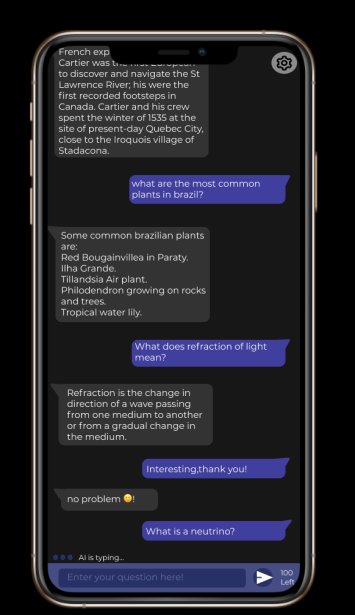 French exp
Cartier was the first European
to discover and navigate the St
Lawrence River; his were the
first recorded footsteps in
Canada. Cartier and his crew
spent the winter of 1535 at the
site of present-day Quebec City,
close to the Iroquois village of
Stadacona.
what are the most common
plants in brazil?
Some common brazilian plants
are:
Red Bougainvillea in Paraty.
Ilha Grande.
Tillandsia Air plant.
Philodendron growing on rocks
and trees.
Tropical water lily.
What does refraction of light
mean?
Refraction is the change in
direction of a wave passing
from one medium to another
or from a gradual change in
the medium.
Interesting,thank you!
no problem 😊!
What is a neutrino?
AI is typing...
Enter your question here!
100
Left